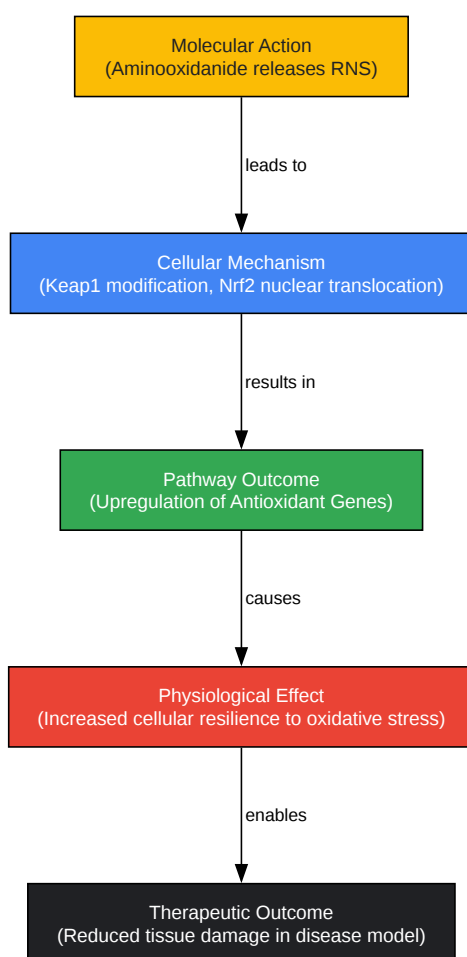 Molecular Action
(Aminooxidanide releases RNS)
leads to
Cellular Mechanism
(Keap1 modification, Nrf2 nuclear translocation)
results in
Pathway Outcome
(Upregulation of Antioxidant Genes)
causes
Physiological Effect
(Increased cellular resilience to oxidative stress)
enables
Therapeutic Outcome
(Reduced tissue damage in disease model)